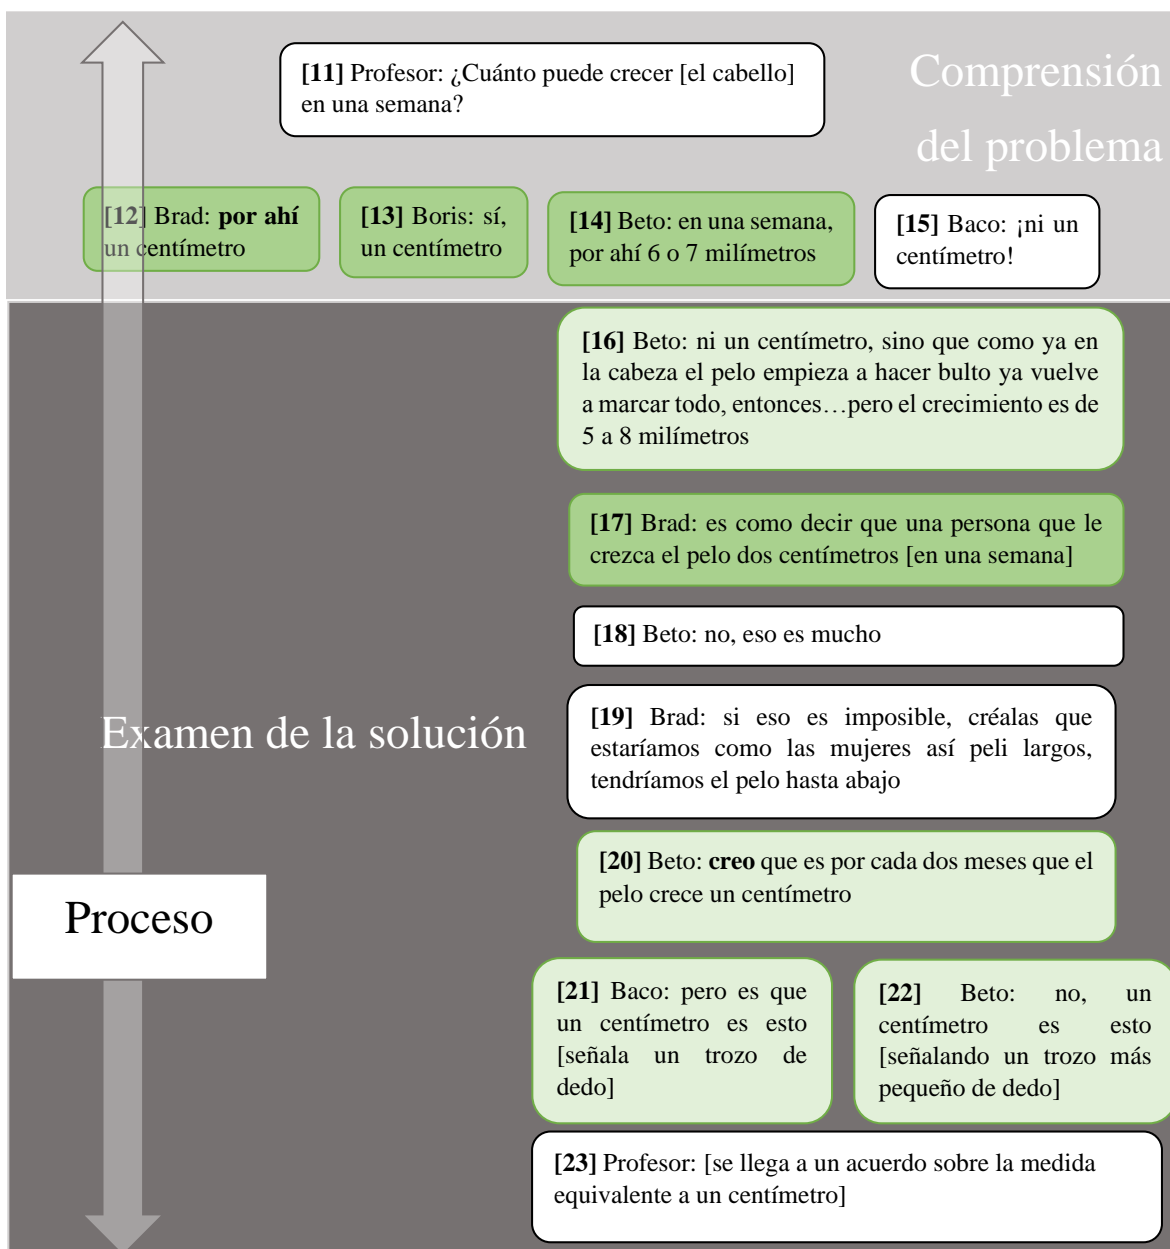 Comprensión
del problema
[11] Profesor: ¿Cuánto puede crecer [el cabello]
en una semana?
[12] Brad: por ahí
un centímetro
[13] Boris: sí,
un centímetro
[14] Beto: en una semana,
por ahí 6 o 7 milímetros
[15] Baco: ¡ni un
centímetro!
[16] Beto: ni un centímetro, sino que como ya en
la cabeza el pelo empieza a hacer bulto ya vuelve
a marcar todo, entonces…pero el crecimiento es de
5 a 8 milímetros
[17] Brad: es como decir que una persona que le
crezca el pelo dos centímetros [en una semana]
[18] Beto: no, eso es mucho
Examen de la solución
[19] Brad: si eso es imposible, créalas que
estaríamos como las mujeres así peli largos,
tendríamos el pelo hasta abajo
[20] Beto: creo que es por cada dos meses que el
pelo crece un centímetro
Proceso
[21] Baco: pero es que
un centímetro es esto
[señala un trozo de
dedo]
[22] Beto: no, un
centímetro es esto
[señalando un trozo más
pequeño de dedo]
[23] Profesor: [se llega a un acuerdo sobre la medida
equivalente a un centímetro]